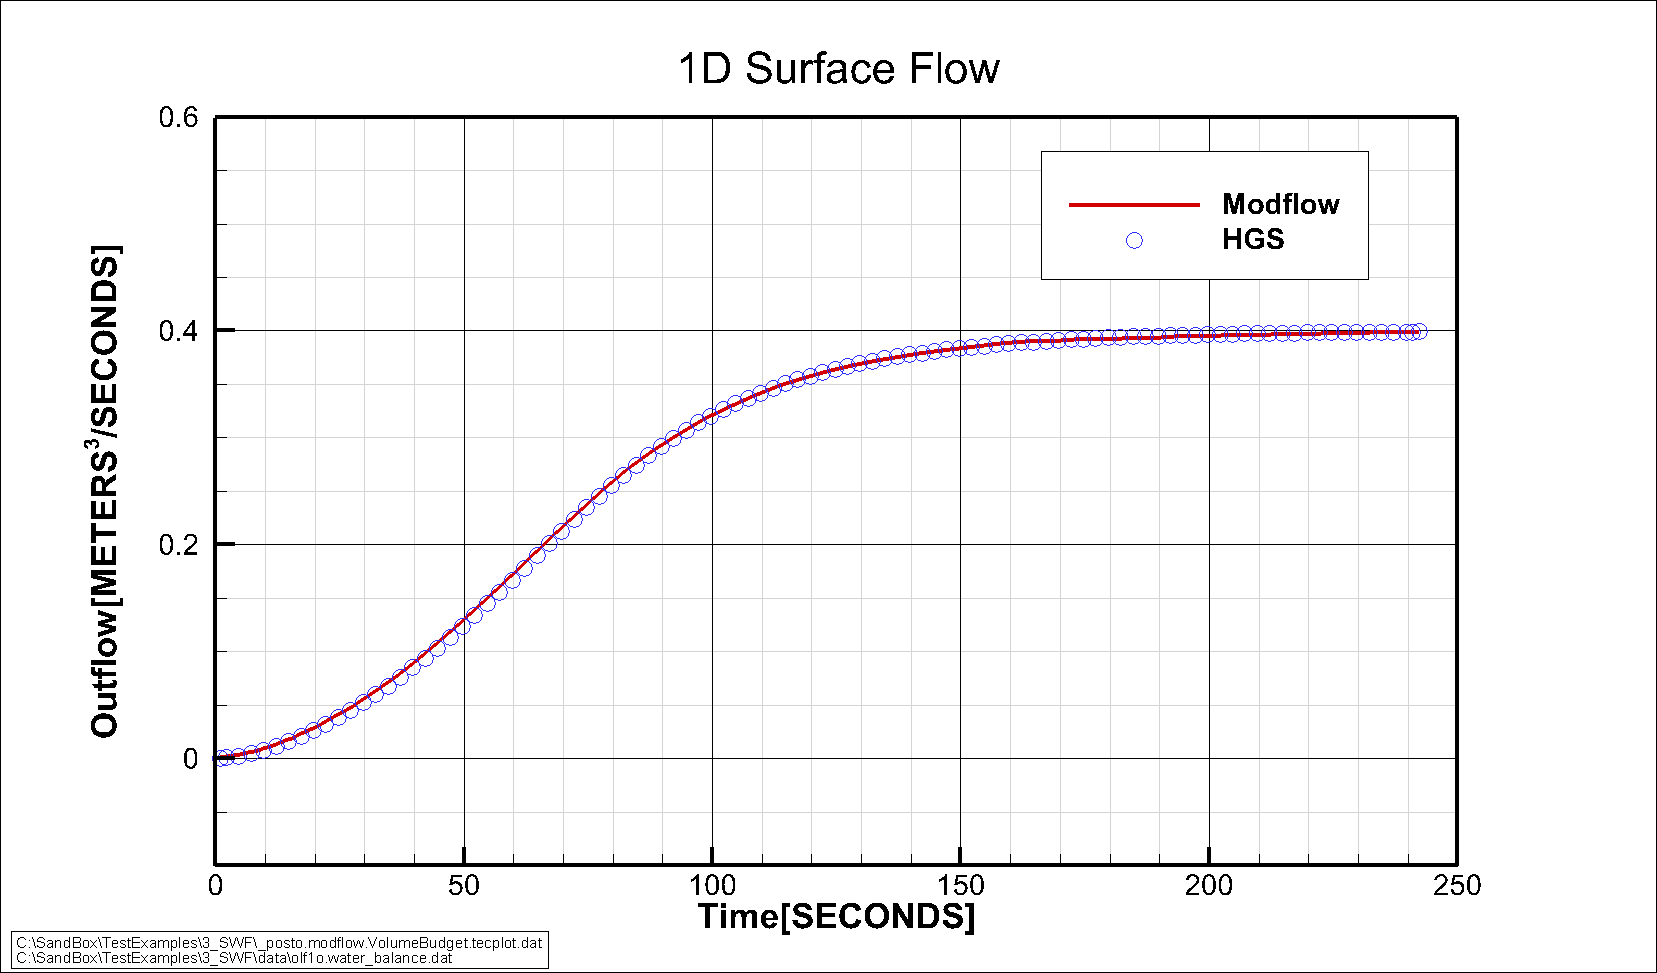 1D Surface Flow
0.6
0.4
0.2
0
Outflow[METERS³/SECONDS]
Modflow
HGS
0 50 100 150 200 250
Time[SECONDS]
C:\SandBox\TestExamples\3_SWF\_posto.modflow.VolumeBudget.tecplot.dat
C:\SandBox\TestExamples\3_SWF\data\olf1o.water_balance.dat